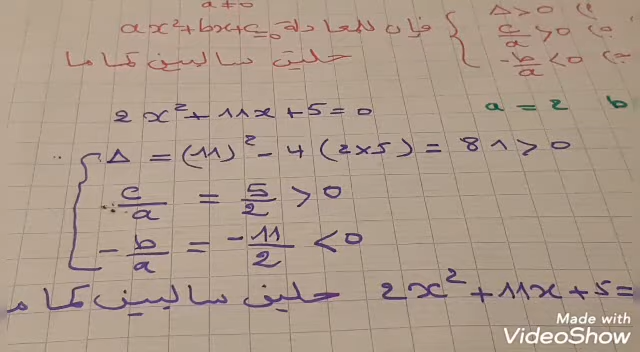 a≠0
ax²+bx+c=0 فإن للمعادلة
حلين سالبين تماما
Δ>0
c/a >0
-b/a <0
2x²+11x+5=0
a = 2 b
Δ = (11)² - 4(2×5) = 81>0
c/a = 5/2 >0
-b/a = -11/2 <0
2x²+11x+5= حلين سالبين تماما
Made with
VideoShow